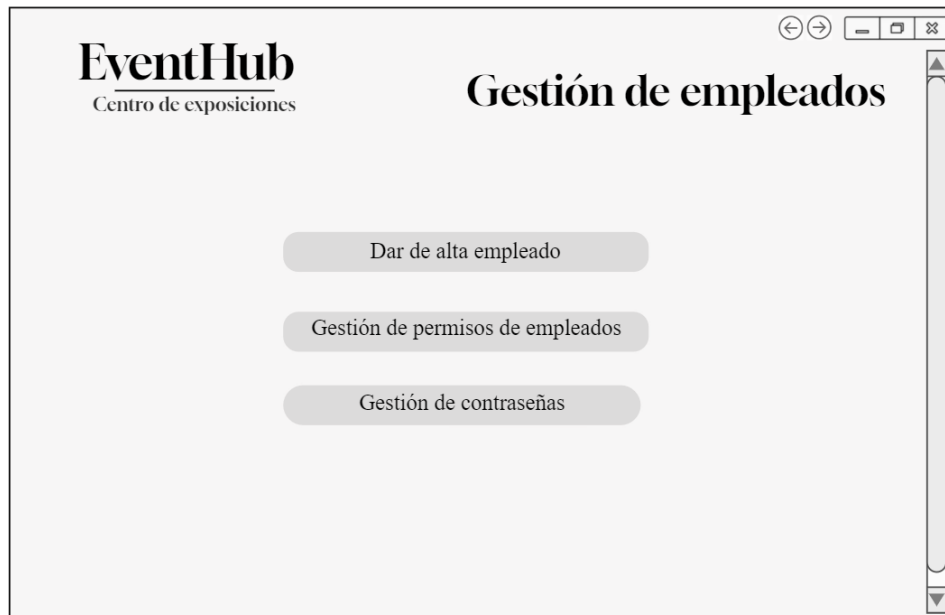 EventHub
Centro de exposiciones
Gestión de empleados
Dar de alta empleado
Gestión de permisos de empleados
Gestión de contraseñas